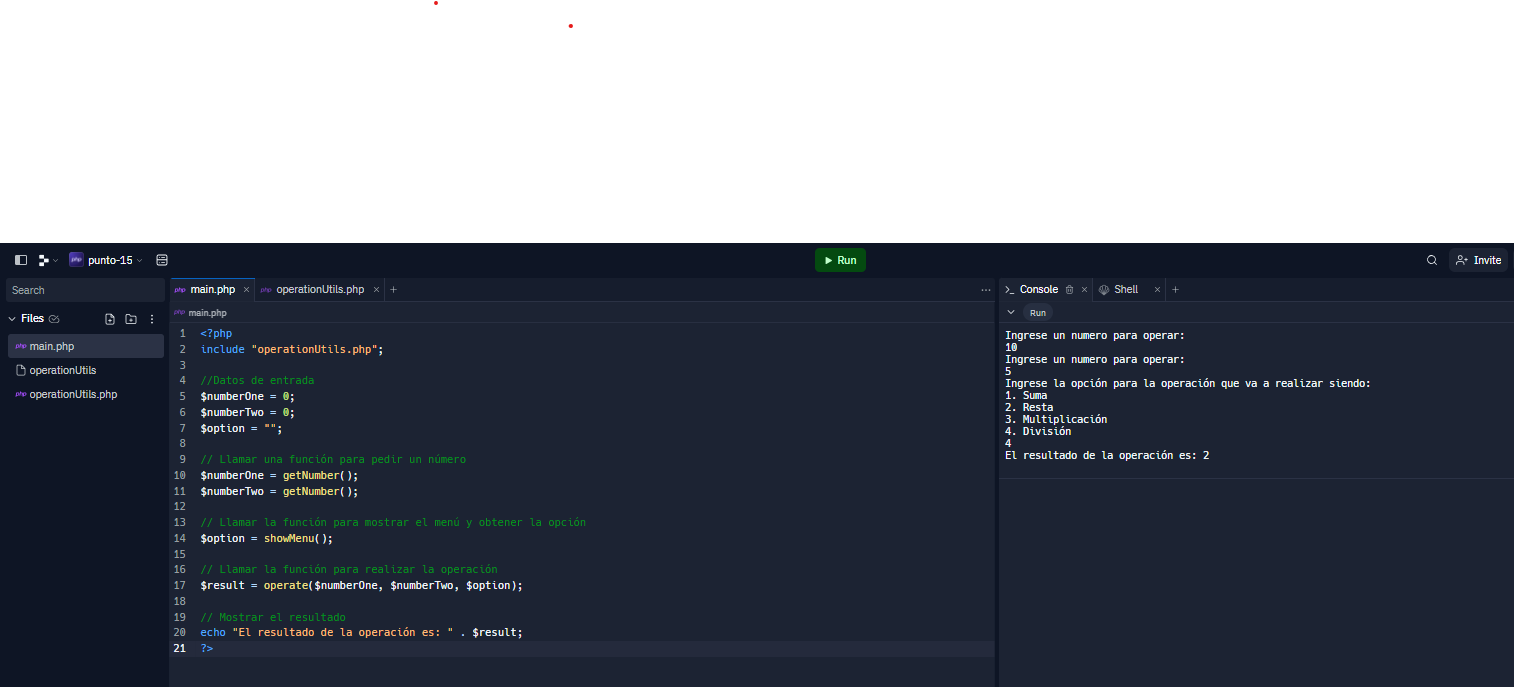 punto-15
Run
Invite
Search
Files
main.php
operationUtils
operationUtils.php
php main.php
php operationUtils.php
php main.php
1 <?php
2 include "operationUtils.php";
3
4 //Datos de entrada
5 $numberOne = 0;
6 $numberTwo = 0;
7 $option = "";
8
9 // Llamar una función para pedir un número
10 $numberOne = getNumber();
11 $numberTwo = getNumber();
12
13 // Llamar la función para mostrar el menú y obtener la opción
14 $option = showMenu();
15
16 // Llamar la función para realizar la operación
17 $result = operate($numberOne, $numberTwo, $option);
18
19 // Mostrar el resultado
20 echo "El resultado de la operación es: " . $result;
21 ?>
Console
Shell
Run
Ingrese un numero para operar:
10
Ingrese un numero para operar:
5
Ingrese la opción para la operación que va a realizar siendo:
1. Suma
2. Resta
3. Multiplicación
4. División
4
El resultado de la operación es: 2